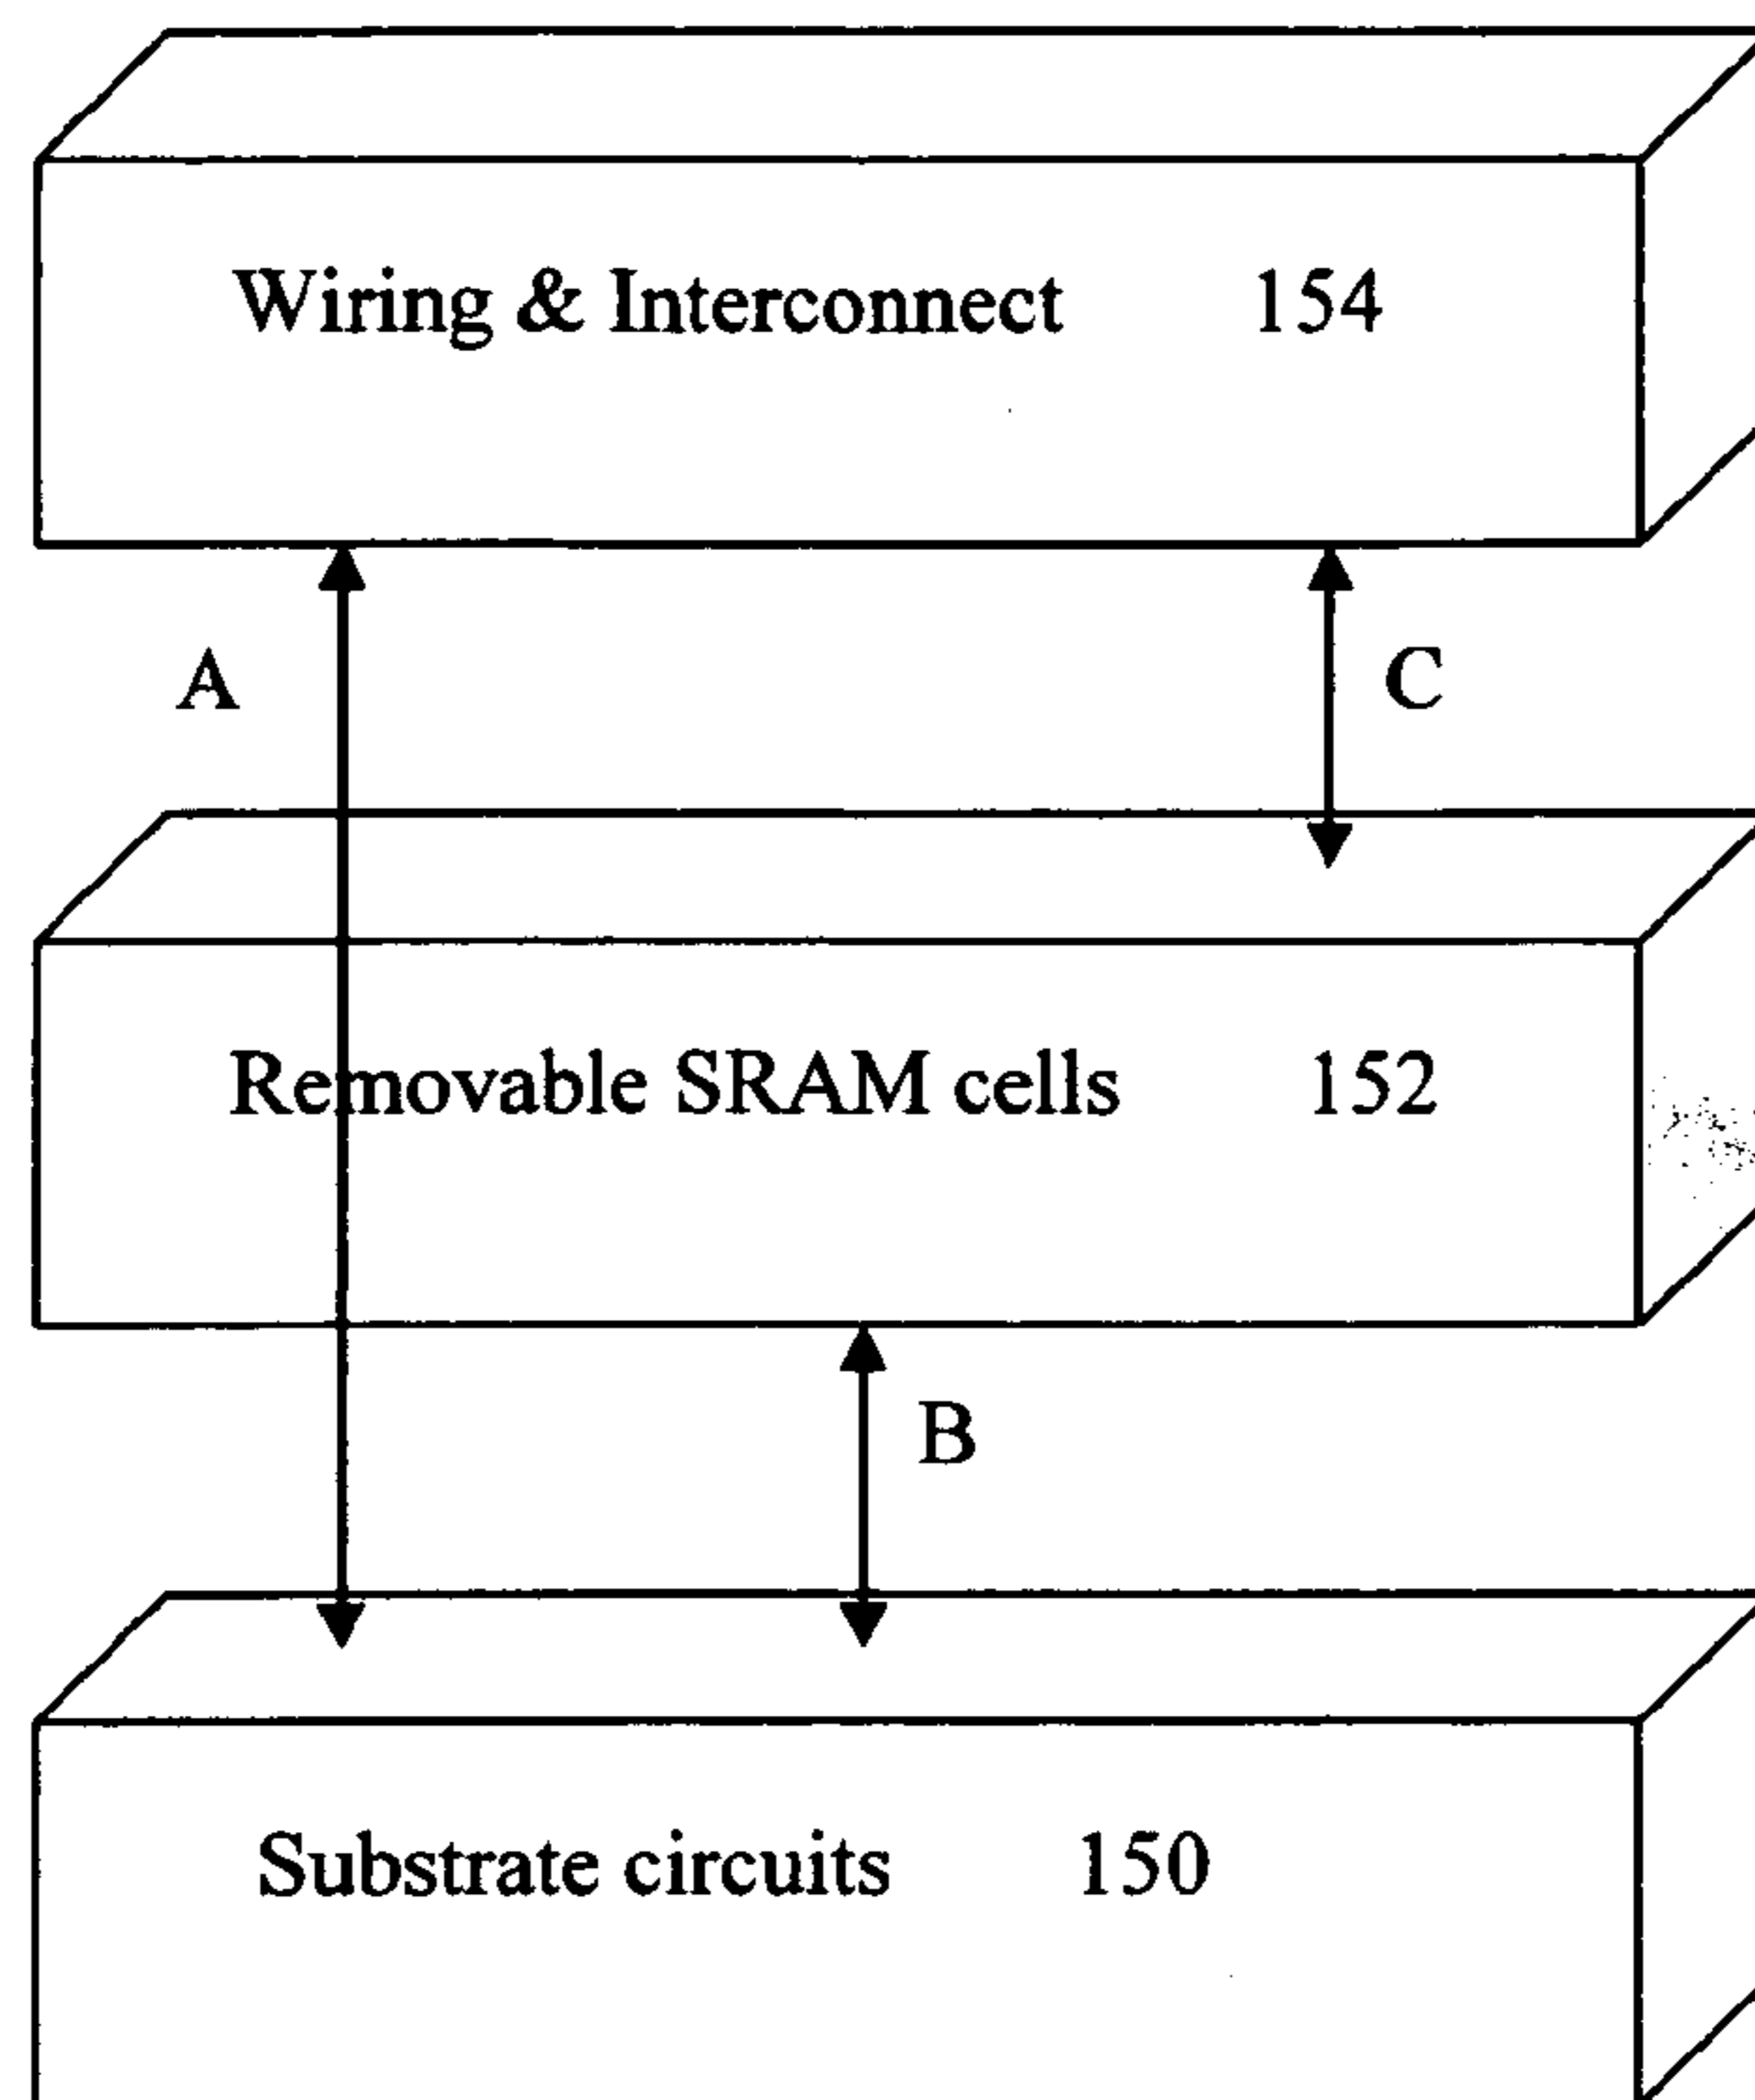 Wiring & Interconnect 154
A
C
Removable SRAM cells 152
B
Substrate circuits 150